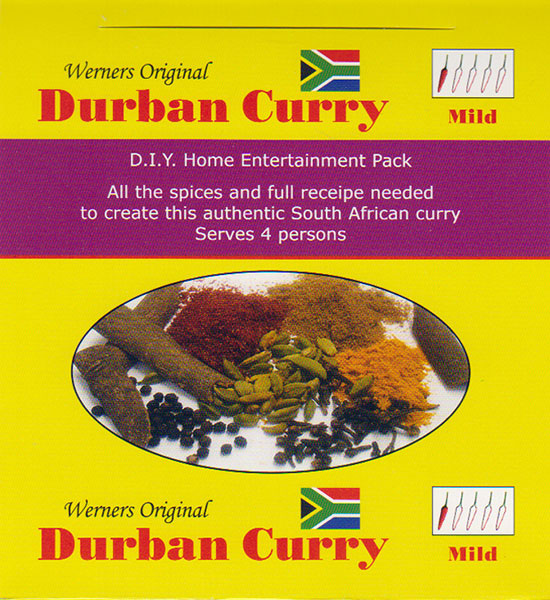 Werners Original
Durban Curry
Mild
D.I.Y. Home Entertainment Pack
All the spices and full receipe needed
to create this authentic South African curry
Serves 4 persons
Werners Original
Durban Curry
Mild